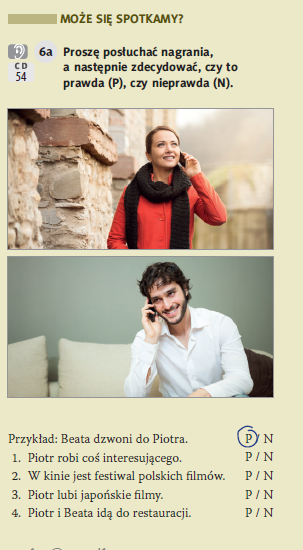 MOŻE SIĘ SPOTKAMY?
6a Proszę posłuchać nagrania,
a następnie zdecydować, czy to
prawda (P), czy nieprawda (N).
CD
54
Przykład: Beata dzwoni do Piotra. P / N
1. Piotr robi coś interesującego. P / N
2. W kinie jest festiwal polskich filmów. P / N
3. Piotr lubi japońskie filmy. P / N
4. Piotr i Beata idą do restauracji. P / N